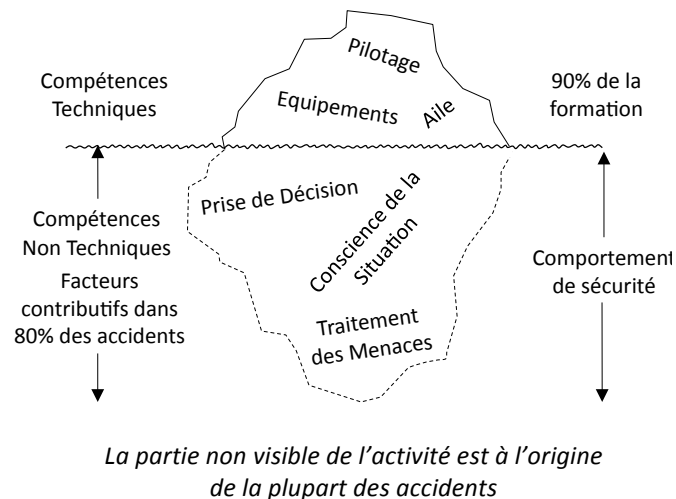 Pilotage
Compétences
Techniques
Equipements
Aile
90% de la
formation
Prise de Décision
Conscience de la
Situation
Traitement
des Menaces
Compétences
Non Techniques
Facteurs
contributifs dans
80% des accidents
Comportement
de sécurité
La partie non visible de l’activité est à l’origine
de la plupart des accidents